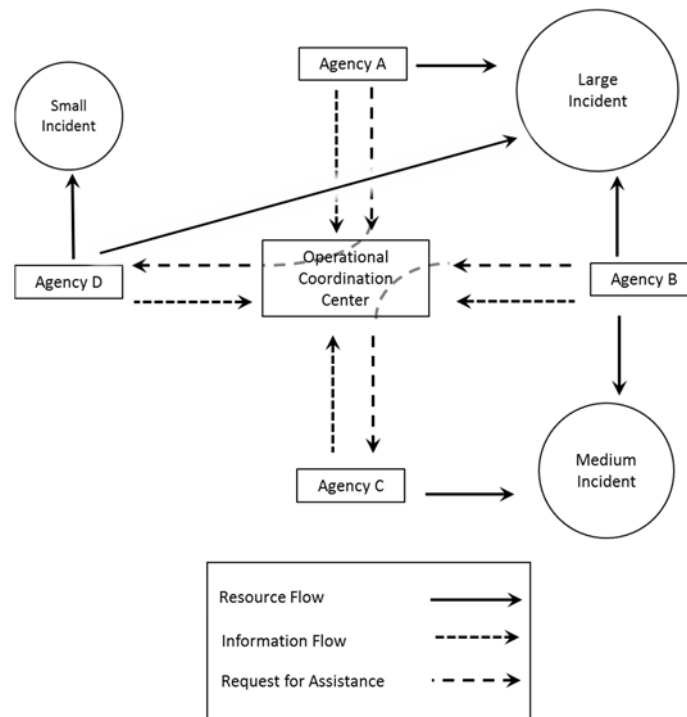 Agency A
Large
Incident
Small
Incident
Operational
Coordination
Center
Agency D
Agency B
Agency C
Medium
Incident
Resource Flow
Information Flow
Request for Assistance